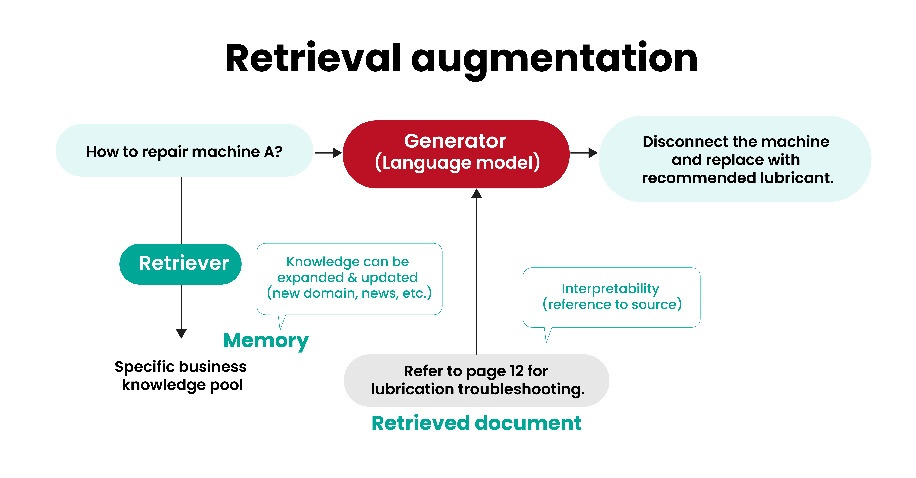 Retrieval augmentation
How to repair machine A?
Generator
(Language model)
Disconnect the machine
and replace with
recommended lubricant.
Retriever
Knowledge can be
expanded & updated
(new domain, news, etc.)
Interpretability
(reference to source)
Memory
Specific business
knowledge pool
Refer to page 12 for
lubrication troubleshooting.
Retrieved document